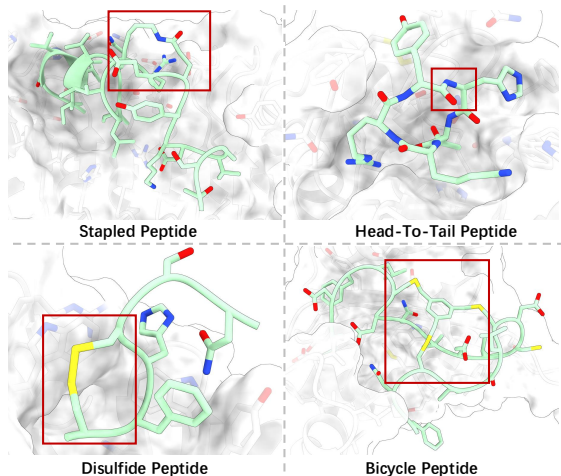 Stapled Peptide
Head-To-Tail Peptide
Disulfide Peptide
Bicycle Peptide